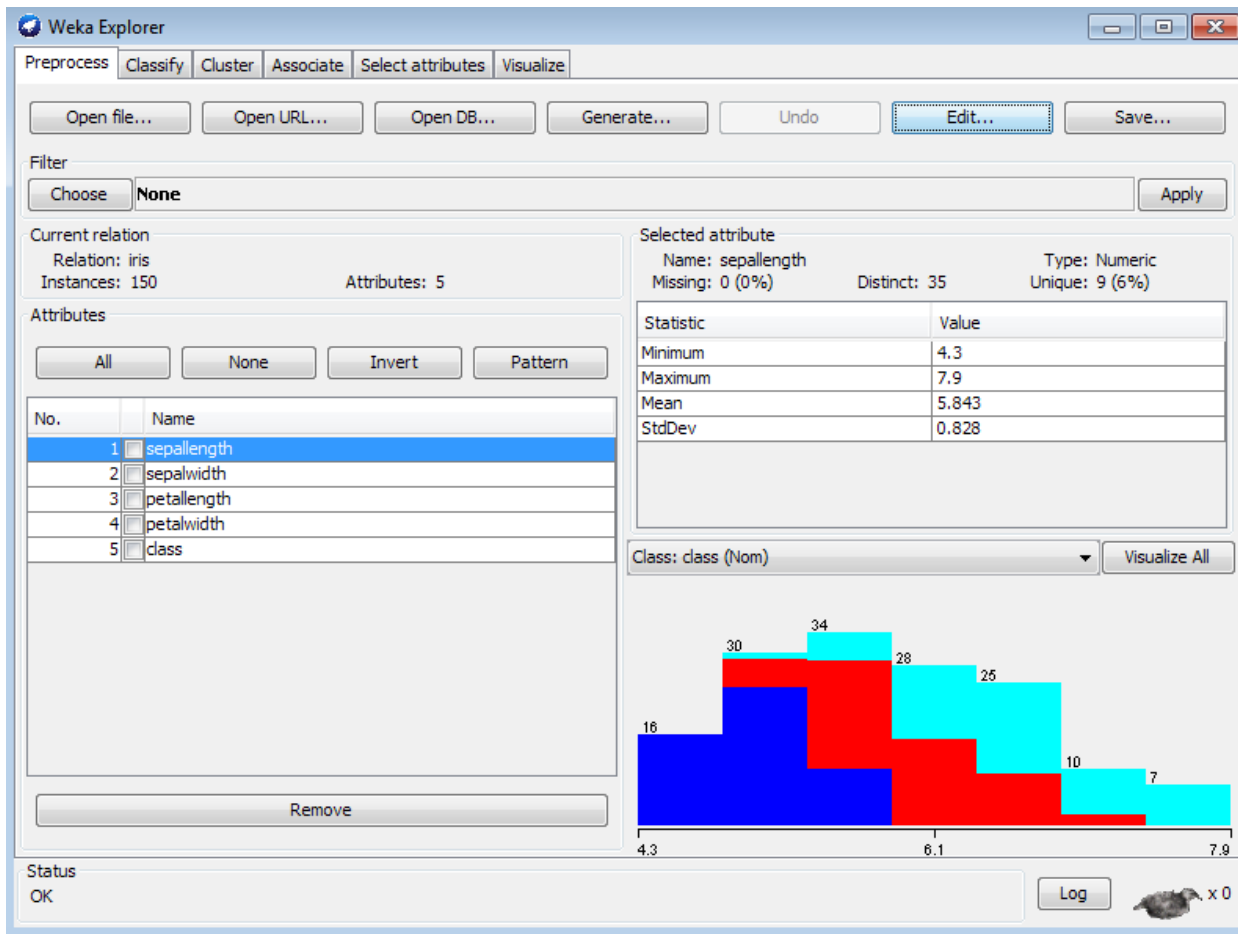 Weka Explorer
Preprocess Classify Cluster Associate Select attributes Visualize
Open file... Open URL... Open DB... Generate... Undo Edit... Save...
Filter
Choose None Apply
Current relation
Relation: iris
Instances: 150 Attributes: 5
Attributes
All None Invert Pattern
No. Name
1 sepallength
2 sepalwidth
3 petallength
4 petalwidth
5 class
Remove
Selected attribute
Name: sepallength Type: Numeric
Missing: 0 (0%) Distinct: 35 Unique: 9 (6%)
Statistic Value
Minimum 4.3
Maximum 7.9
Mean 5.843
StdDev 0.828
Class: class (Nom) Visualize All
16 30 34 28 25 10 7
4.3 6.1 7.9
Status
OK Log x 0